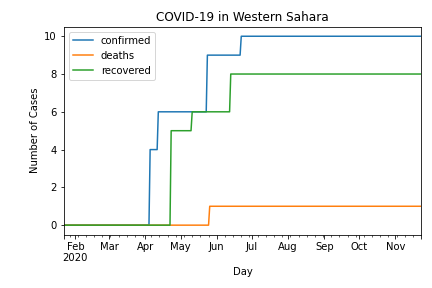 COVID-19 in Western Sahara
confirmed
deaths
recovered
Number of Cases
10
8
6
4
2
0
Feb Mar Apr May Jun Jul Aug Sep Oct Nov
2020
Day